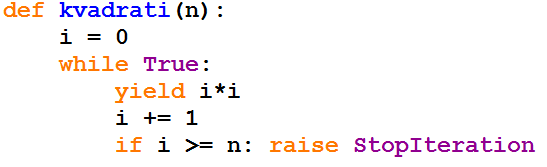 def kvadrati(n):
    i = 0
    while True:
        yield i*i
        i += 1
        if i >= n: raise StopIteration